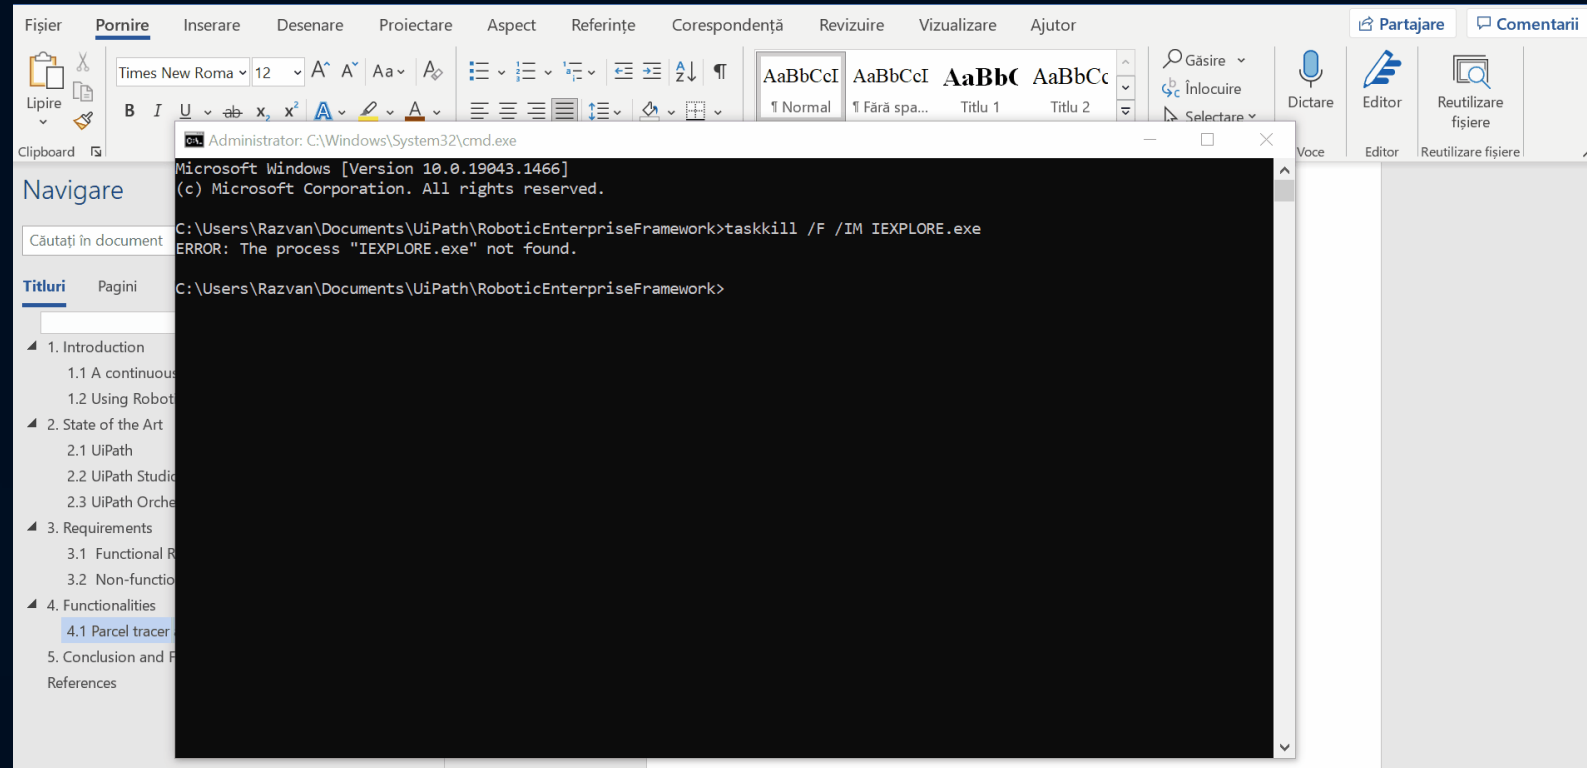 Fișier Pornire Inserare Desenare Proiectare Aspect Referințe Corespondență Revizuire Vizualizare Ajutor Partajare Comentarii
Lipire
Clipboard
Times New Roma 12
AaBbCcI AaBbCcI AaBb( AaBbCc
¶ Normal ¶ Fără spa... Titlu 1 Titlu 2
Găsire
Înlocuire
Selectare
Dictare
Voce
Editor
Editor
Reutilizare
fișiere
Reutilizare fișiere
Navigare
Căutați în document
Titluri Pagini
1. Introduction
1.1 A continuous
1.2 Using Robot
2. State of the Art
2.1 UiPath
2.2 UiPath Studio
2.3 UiPath Orche
3. Requirements
3.1 Functional R
3.2 Non-functio
4. Functionalities
4.1 Parcel tracer
5. Conclusion and F
References
Administrator: C:\Windows\System32\cmd.exe
Microsoft Windows [Version 10.0.19043.1466]
(c) Microsoft Corporation. All rights reserved.
C:\Users\Razvan\Documents\UiPath\RoboticEnterpriseFramework>taskkill /F /IM IEXPLORE.exe
ERROR: The process "IEXPLORE.exe" not found.
C:\Users\Razvan\Documents\UiPath\RoboticEnterpriseFramework>